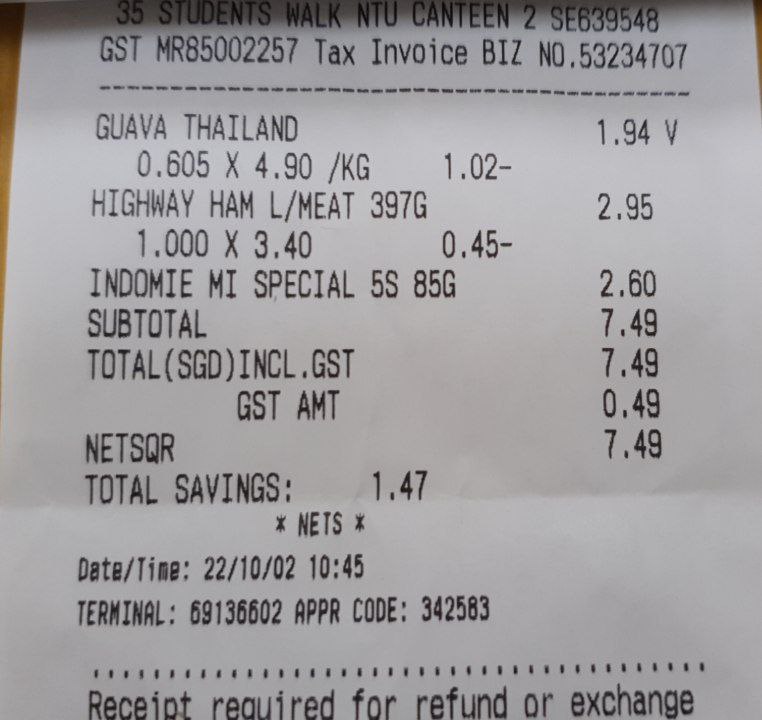 35 STUDENTS WALK NTU CANTEEN 2 SE639548
GST MR85002257 Tax Invoice BIZ NO.53234707
GUAVA THAILAND 1.94 V
0.605 X 4.90 /KG 1.02-
HIGHWAY HAM L/MEAT 397G 2.95
1.000 X 3.40 0.45-
INDOMIE MI SPECIAL 5S 85G 2.60
SUBTOTAL 7.49
TOTAL(SGD)INCL.GST 7.49
GST AMT 0.49
NETSQR 7.49
TOTAL SAVINGS: 1.47
* NETS *
Date/Time: 22/10/02 10:45
TERMINAL: 69136602 APPR CODE: 342583
Receipt required for refund or exchange